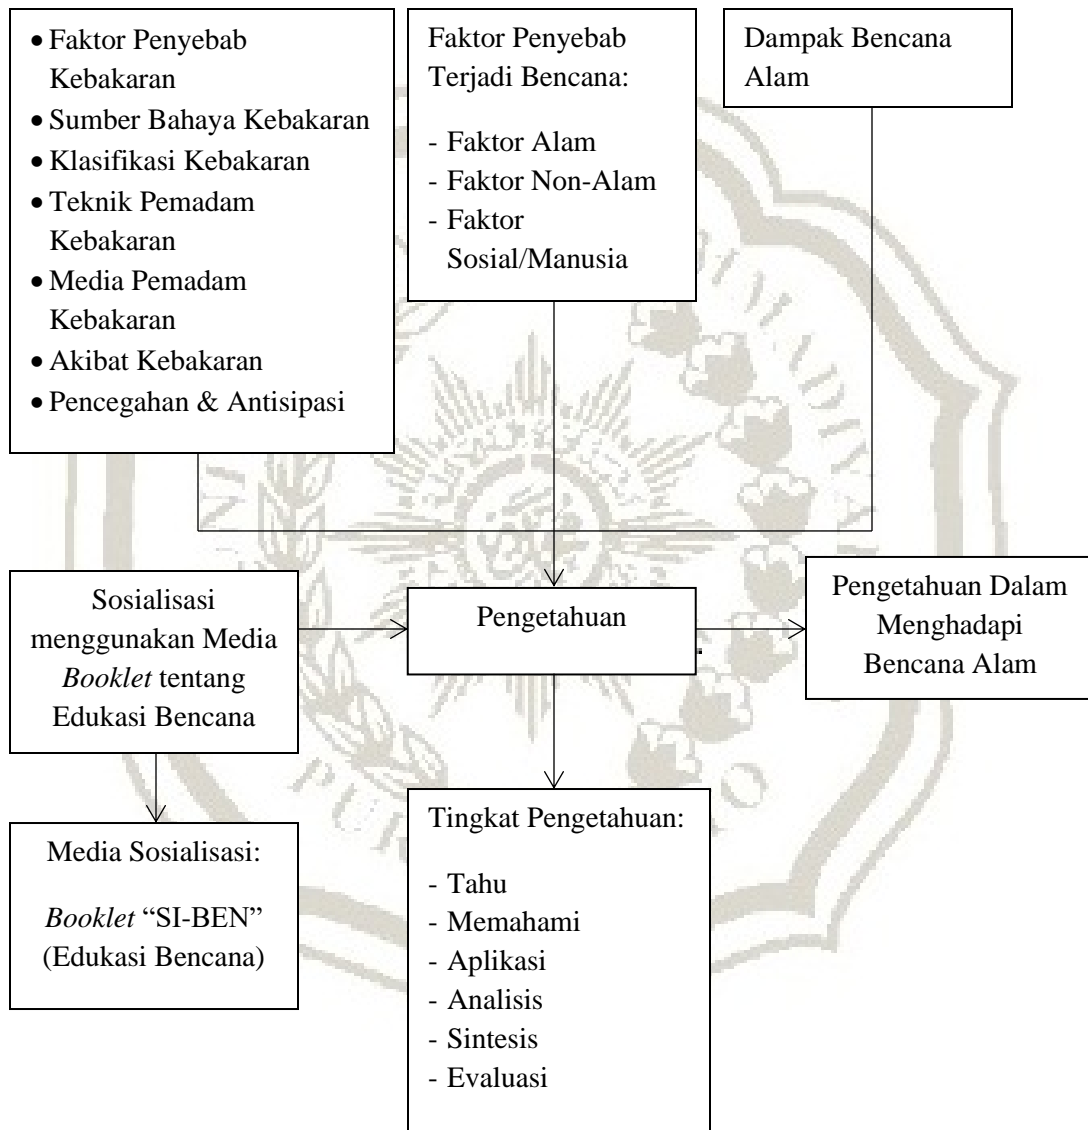 • Faktor Penyebab
Kebakaran
• Sumber Bahaya Kebakaran
• Klasifikasi Kebakaran
• Teknik Pemadam
Kebakaran
• Media Pemadam
Kebakaran
• Akibat Kebakaran
• Pencegahan & Antisipasi
Faktor Penyebab
Terjadi Bencana:
- Faktor Alam
- Faktor Non-Alam
- Faktor
Sosial/Manusia
Dampak Bencana
Alam
Sosialisasi
menggunakan Media
Booklet tentang
Edukasi Bencana
Pengetahuan
Pengetahuan Dalam
Menghadapi
Bencana Alam
Media Sosialisasi:
Booklet “SI-BEN”
(Edukasi Bencana)
Tingkat Pengetahuan:
- Tahu
- Memahami
- Aplikasi
- Analisis
- Sintesis
- Evaluasi